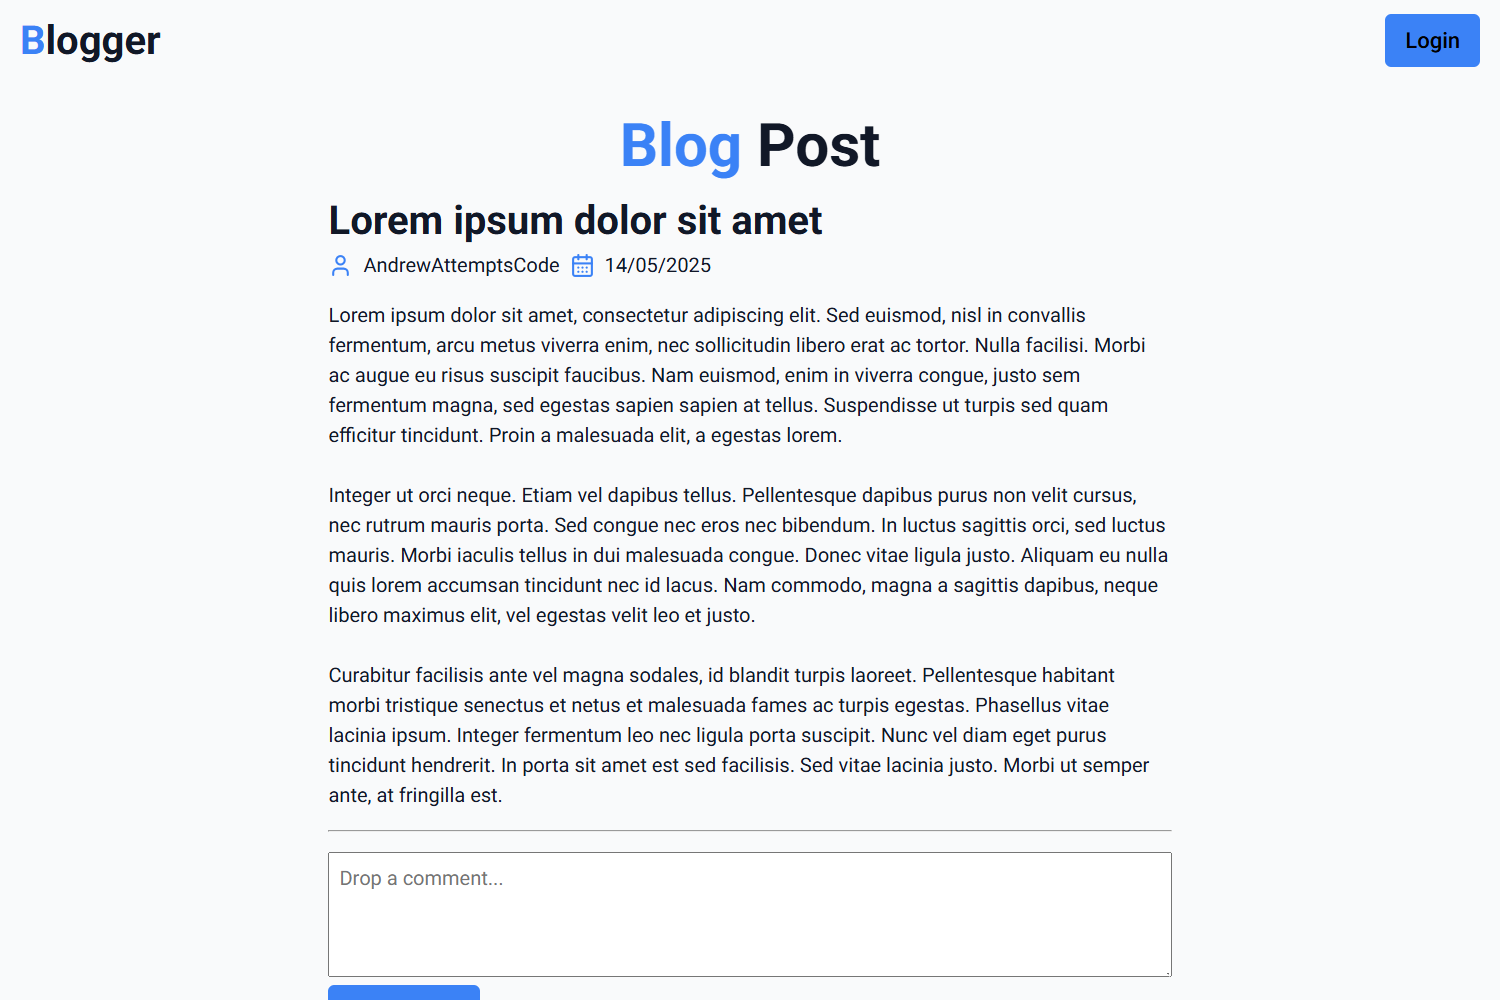 Blogger
Login
Blog Post
Lorem ipsum dolor sit amet
AndrewAttemptsCode 14/05/2025
Lorem ipsum dolor sit amet, consectetur adipiscing elit. Sed euismod, nisl in convallis
fermentum, arcu metus viverra enim, nec sollicitudin libero erat ac tortor. Nulla facilisi. Morbi
ac augue eu risus suscipit faucibus. Nam euismod, enim in viverra congue, justo sem
fermentum magna, sed egestas sapien sapien at tellus. Suspendisse ut turpis sed quam
efficitur tincidunt. Proin a malesuada elit, a egestas lorem.
Integer ut orci neque. Etiam vel dapibus tellus. Pellentesque dapibus purus non velit cursus,
nec rutrum mauris porta. Sed congue nec eros nec bibendum. In luctus sagittis orci, sed luctus
mauris. Morbi iaculis tellus in dui malesuada congue. Donec vitae ligula justo. Aliquam eu nulla
quis lorem accumsan tincidunt nec id lacus. Nam commodo, magna a sagittis dapibus, neque
libero maximus elit, vel egestas velit leo et justo.
Curabitur facilisis ante vel magna sodales, id blandit turpis laoreet. Pellentesque habitant
morbi tristique senectus et netus et malesuada fames ac turpis egestas. Phasellus vitae
lacinia ipsum. Integer fermentum leo nec ligula porta suscipit. Nunc vel diam eget purus
tincidunt hendrerit. In porta sit amet est sed facilisis. Sed vitae lacinia justo. Morbi ut semper
ante, at fringilla est.
Drop a comment...